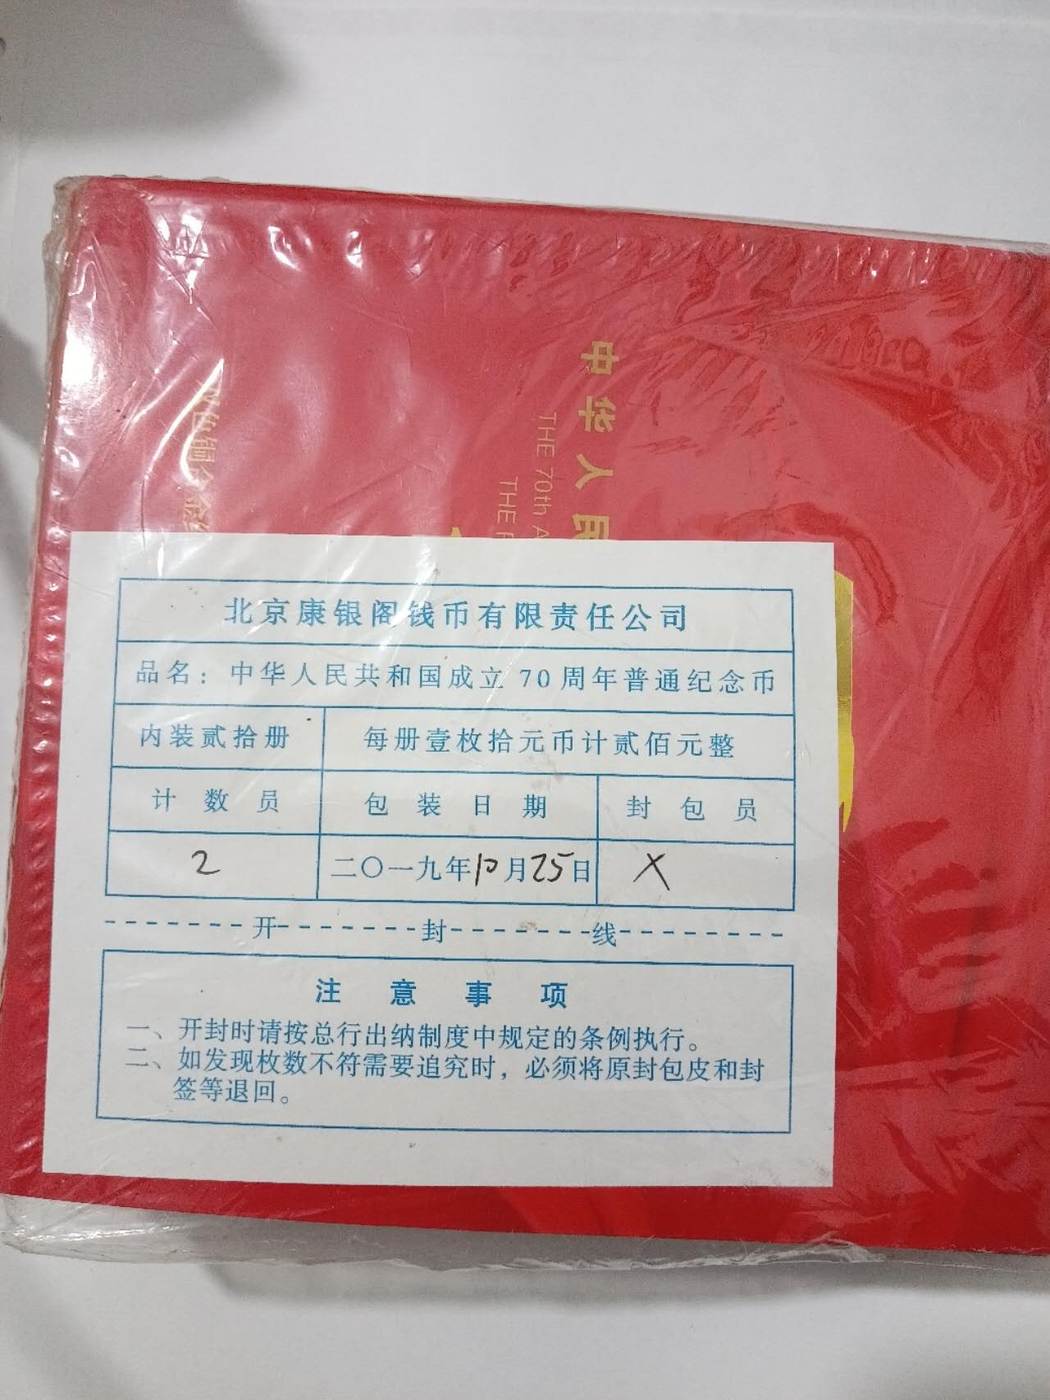 中华人民
THE 70th A
THE
色铜合金
北京康银阁钱币有限责任公司
品名：中华人民共和国成立 70 周年普通纪念币
内装贰拾册
每册壹枚拾元币计贰佰元整
计 数 员
包 装 日 期
封 包 员
2
二〇一九年10月25日
X
-------开-------封-------线-------
注 意 事 项
一、开封时请按总行出纳制度中规定的条例执行。
二、如发现枚数不符需要追究时，必须将原封包皮和封
签等退回。